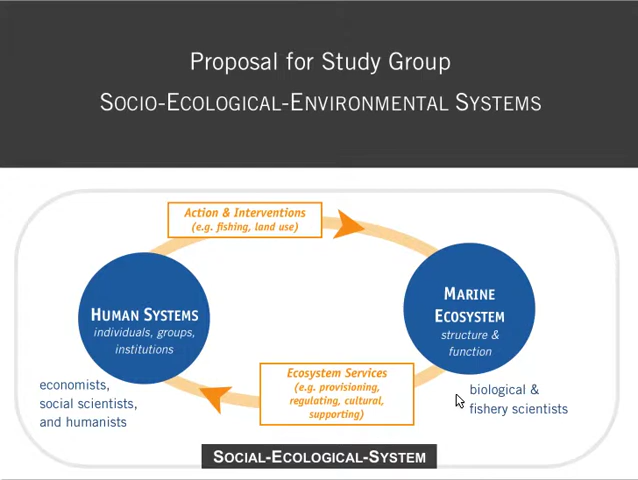 Proposal for Study Group
SOCIO-ECOLOGICAL-ENVIRONMENTAL SYSTEMS
Action & Interventions
(e.g. fishing, land use)
HUMAN SYSTEMS
individuals, groups,
institutions
MARINE
ECOSYSTEM
structure &
function
Ecosystem Services
(e.g. provisioning,
regulating, cultural,
supporting)
economists,
social scientists,
and humanists
biological &
fishery scientists
SOCIAL-ECOLOGICAL-SYSTEM